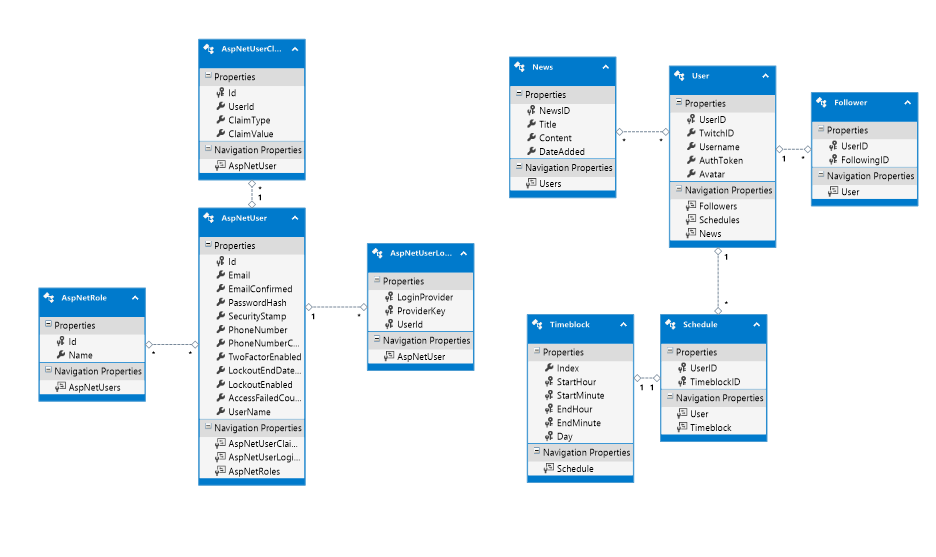 AspNetUserCl...
Properties
Id
UserId
ClaimType
ClaimValue
Navigation Properties
AspNetUser
*
1
AspNetUser
Properties
Id
Email
EmailConfirmed
PasswordHash
SecurityStamp
PhoneNumber
PhoneNumberC...
TwoFactorEnabled
LockoutEndDate...
LockoutEnabled
AccessFailedCou...
UserName
Navigation Properties
AspNetUserClai...
AspNetUserLogi...
AspNetRoles
AspNetRole
Properties
Id
Name
Navigation Properties
AspNetUsers
*
*
1
*
AspNetUserLo...
Properties
LoginProvider
ProviderKey
UserId
Navigation Properties
AspNetUser
News
Properties
NewsID
Title
Content
DateAdded
Navigation Properties
Users
*
*
User
Properties
UserID
TwitchID
Username
AuthToken
Avatar
Navigation Properties
Followers
Schedules
News
1
*
Follower
Properties
UserID
FollowingID
Navigation Properties
User
1
*
Timeblock
Properties
Index
StartHour
StartMinute
EndHour
EndMinute
Day
Navigation Properties
Schedule
1
1
Schedule
Properties
UserID
TimeblockID
Navigation Properties
User
Timeblock